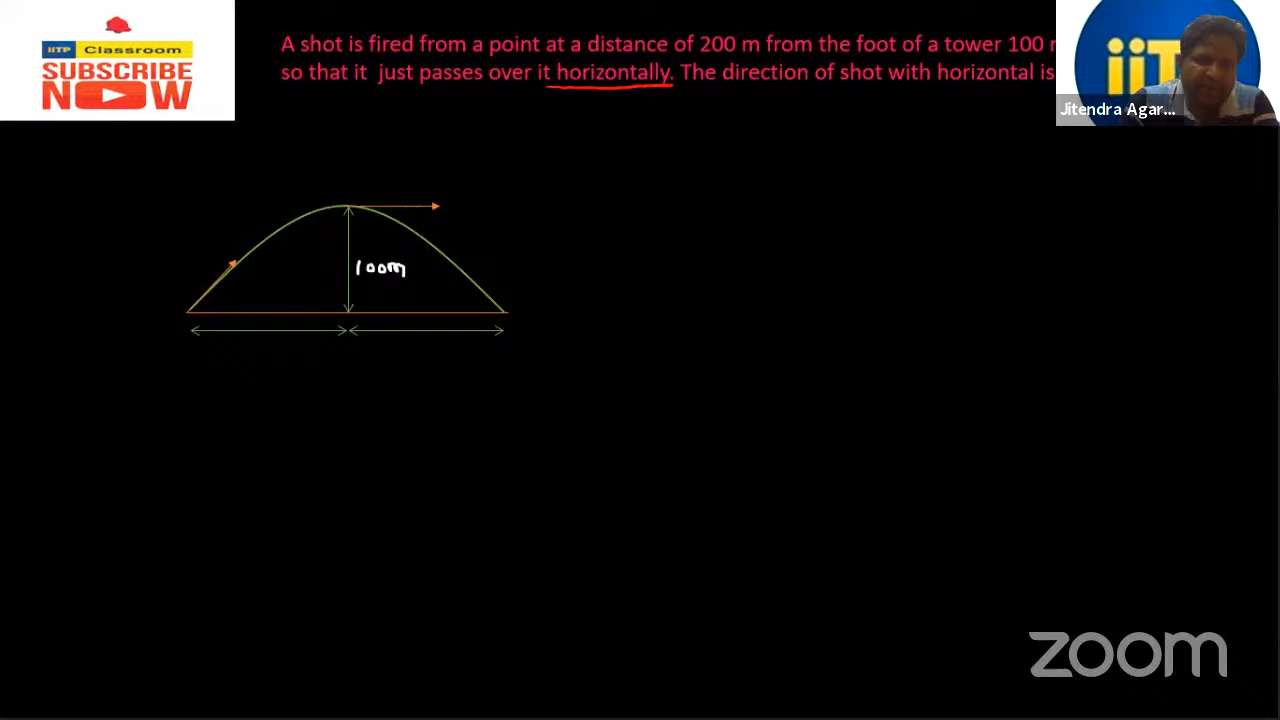 iiTP Classroom
SUBSCRIBE
NOW
A shot is fired from a point at a distance of 200 m from the foot of a tower 100
so that it just passes over it horizontally. The direction of shot with horizontal is
iiT
Jitendra Agar...
100m
zoom